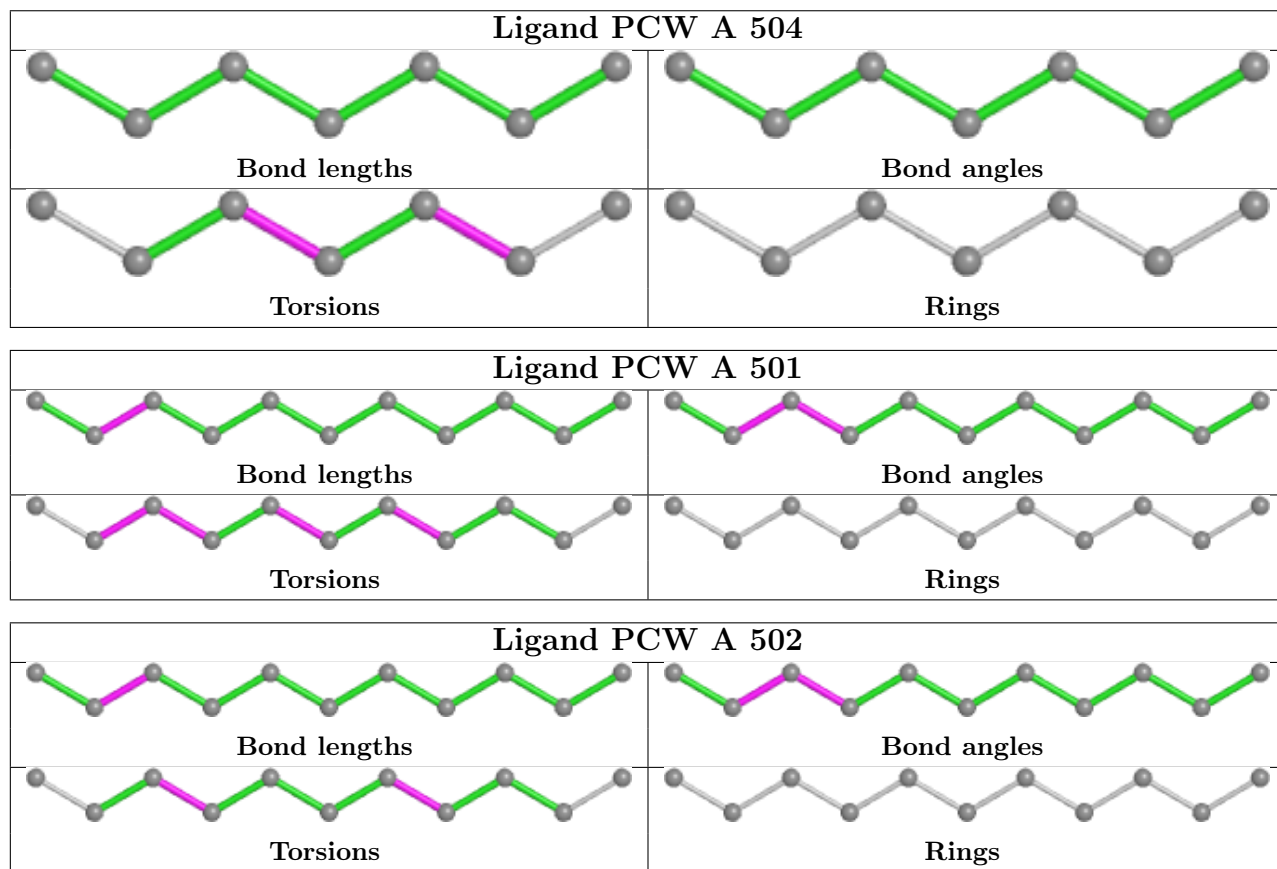 Ligand PCW A 504
Bond lengths Bond angles
Torsions Rings
Ligand PCW A 501
Bond lengths Bond angles
Torsions Rings
Ligand PCW A 502
Bond lengths Bond angles
Torsions Rings